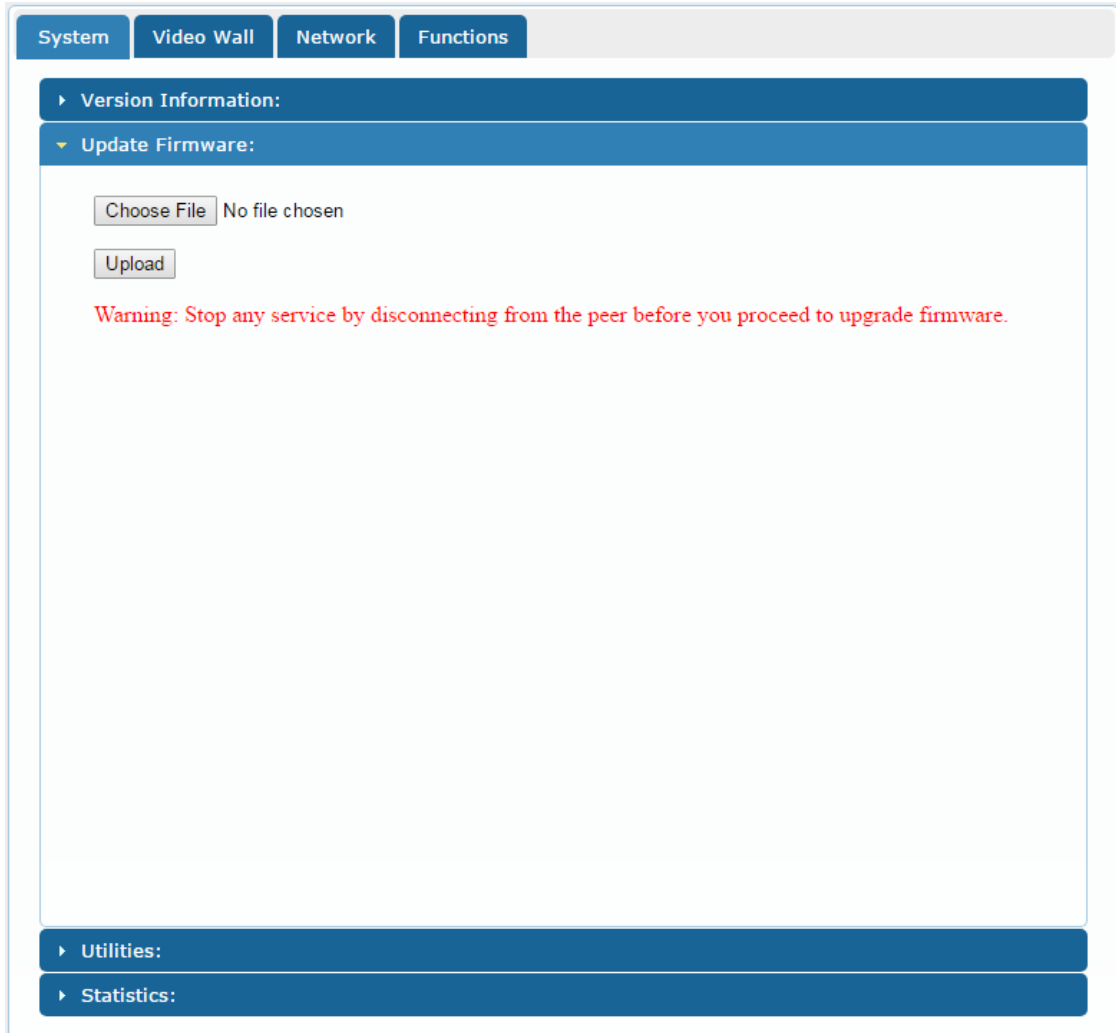 System Video Wall Network Functions
Version Information:
Update Firmware:
Choose File No file chosen
Upload
Warning: Stop any service by disconnecting from the peer before you proceed to upgrade firmware.
Utilities:
Statistics: